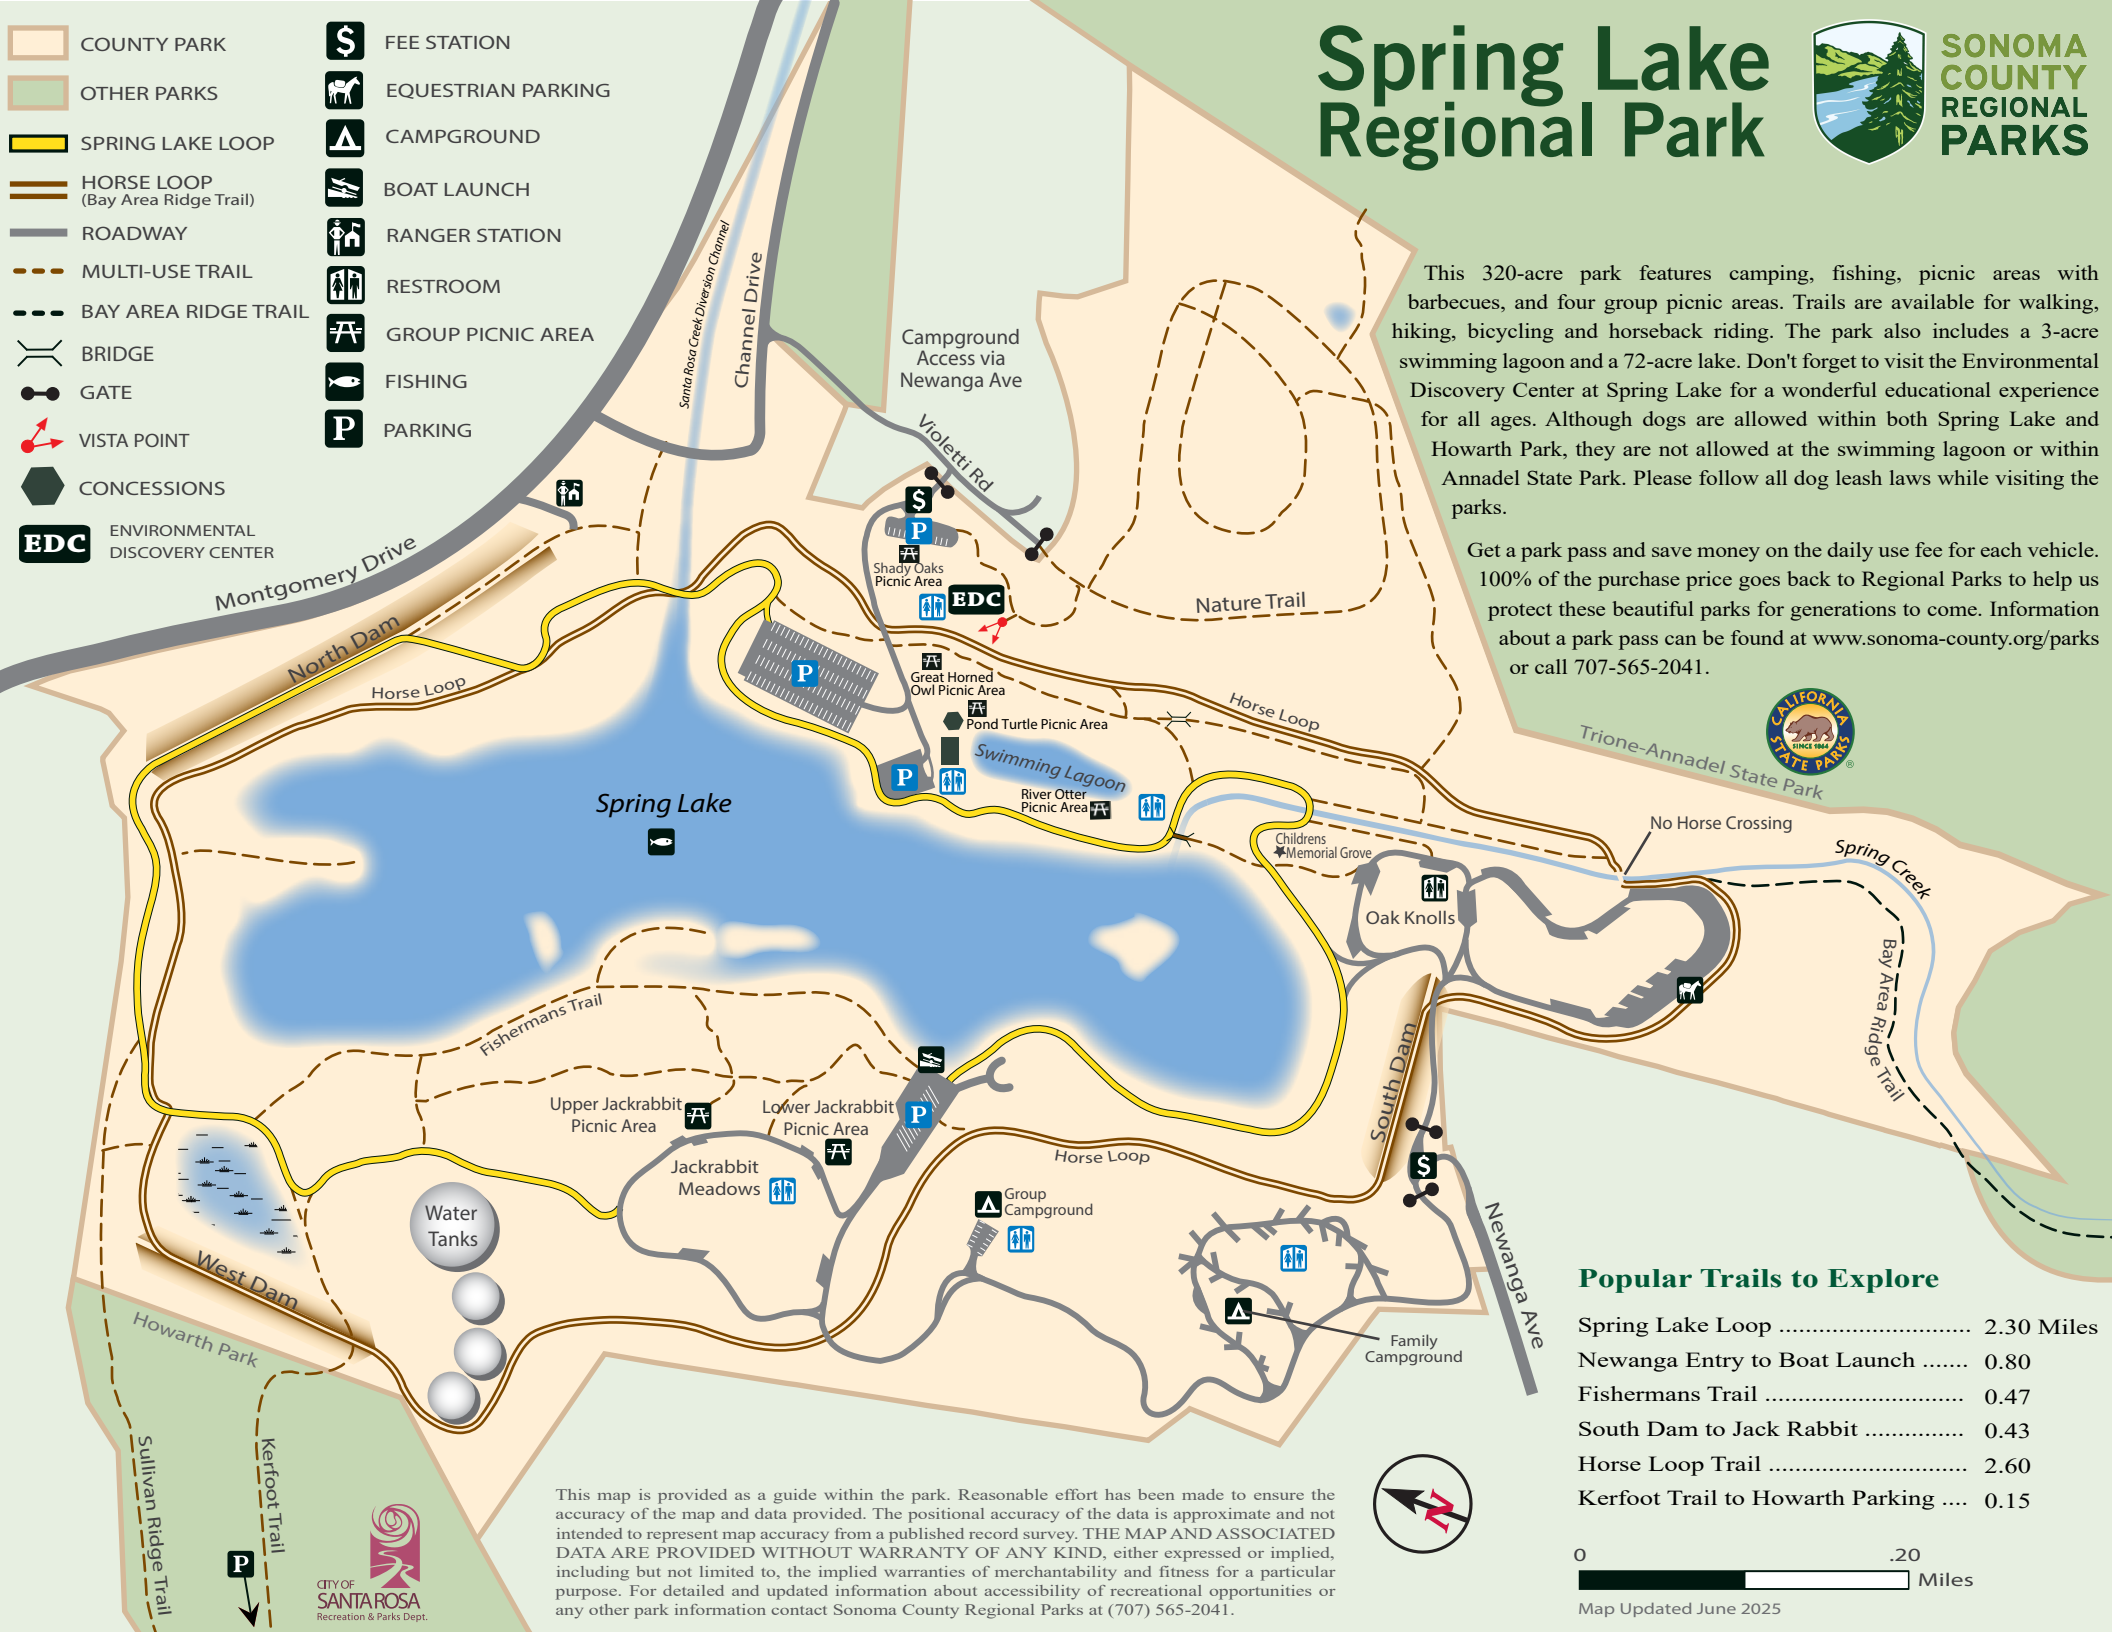 COUNTY PARK
OTHER PARKS
SPRING LAKE LOOP
HORSE LOOP
(Bay Area Ridge Trail)
ROADWAY
MULTI-USE TRAIL
BAY AREA RIDGE TRAIL
BRIDGE
GATE
VISTA POINT
CONCESSIONS
EDC
ENVIRONMENTAL
DISCOVERY CENTER
$
FEE STATION
EQUESTRIAN PARKING
CAMPGROUND
BOAT LAUNCH
RANGER STATION
RESTROOM
GROUP PICNIC AREA
FISHING
P
PARKING
Spring Lake
Regional Park
SONOMA
COUNTY
REGIONAL
PARKS
This 320-acre park features camping, fishing, picnic areas with
barbecues, and four group picnic areas. Trails are available for walking,
hiking, bicycling and horseback riding. The park also includes a 3-acre
swimming lagoon and a 72-acre lake. Don't forget to visit the Environmental
Discovery Center at Spring Lake for a wonderful educational experience
for all ages. Although dogs are allowed within both Spring Lake and
Howarth Park, they are not allowed at the swimming lagoon or within
Annadel State Park. Please follow all dog leash laws while visiting the
parks.
Get a park pass and save money on the daily use fee for each vehicle.
100% of the purchase price goes back to Regional Parks to help us
protect these beautiful parks for generations to come. Information
about a park pass can be found at www.sonoma-county.org/parks
or call 707-565-2041.
CALIFORNIA
SINCE 1864
STATE PARKS
®
Trione-Annadel State Park
Santa Rosa Creek Diversion Channel
Channel Drive
Campground
Access via
Newanga Ave
Violetti Rd
Montgomery Drive
North Dam
Horse Loop
$
P
Shady Oaks
Picnic Area
EDC
Nature Trail
P
Great Horned
Owl Picnic Area
Pond Turtle Picnic Area
Horse Loop
Swimming Lagoon
P
River Otter
Picnic Area
Spring Lake
Childrens
Memorial Grove
No Horse Crossing
Spring Creek
Oak Knolls
Bay Area Ridge Trail
Fishermans Trail
South Dam
Upper Jackrabbit
Picnic Area
Lower Jackrabbit
Picnic Area
P
Jackrabbit
Meadows
Horse Loop
$
Group
Campground
Newanga Ave
Water
Tanks
West Dam
Howarth Park
Family
Campground
Sullivan Ridge Trail
Kerfoot Trail
P
CITY OF
SANTA ROSA
Recreation & Parks Dept.
This map is provided as a guide within the park. Reasonable effort has been made to ensure the
accuracy of the map and data provided. The positional accuracy of the data is approximate and not
intended to represent map accuracy from a published record survey. THE MAP AND ASSOCIATED
DATA ARE PROVIDED WITHOUT WARRANTY OF ANY KIND, either expressed or implied,
including but not limited to, the implied warranties of merchantability and fitness for a particular
purpose. For detailed and updated information about accessibility of recreational opportunities or
any other park information contact Sonoma County Regional Parks at (707) 565-2041.
N
Popular Trails to Explore
Spring Lake Loop ............................ 2.30 Miles
Newanga Entry to Boat Launch ....... 0.80
Fishermans Trail ............................. 0.47
South Dam to Jack Rabbit ............... 0.43
Horse Loop Trail ............................. 2.60
Kerfoot Trail to Howarth Parking .... 0.15
0 .20
Miles
Map Updated June 2025